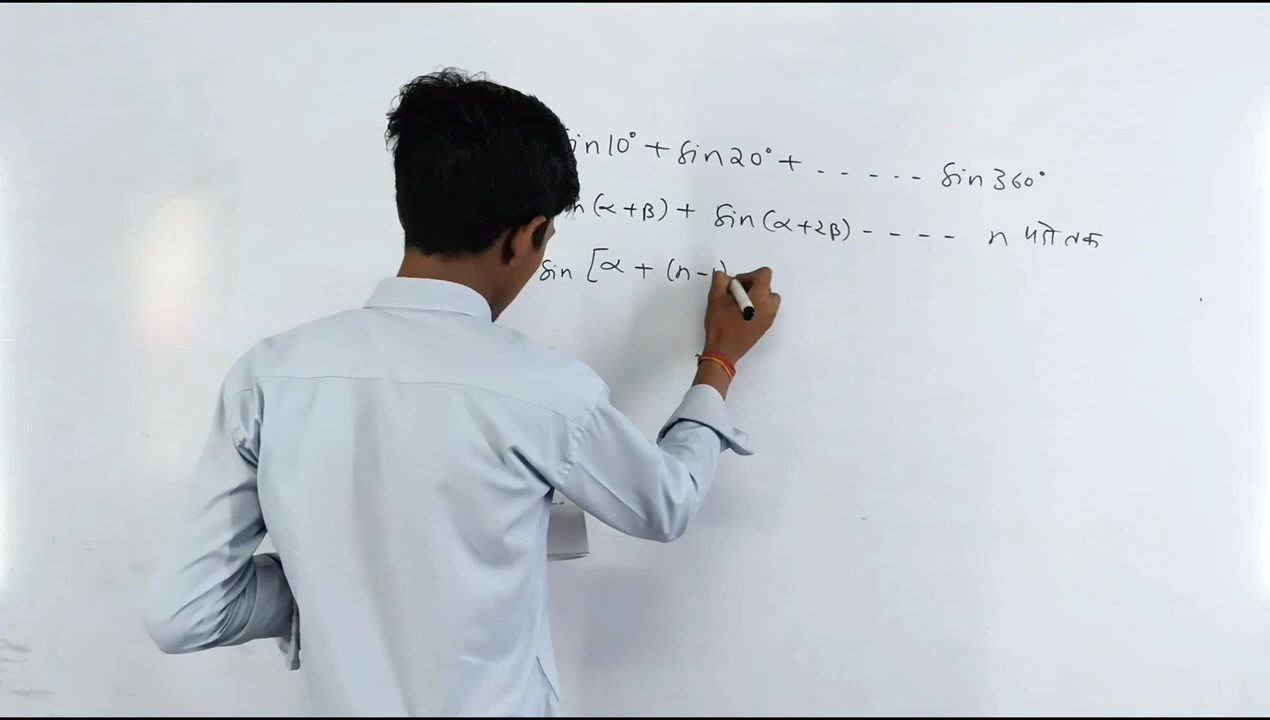 sin10° + sin20° + . - - - - - sin360°
(α+β) + sin(α+2β) - - - - n पदो तक
sin [α + (n-1)